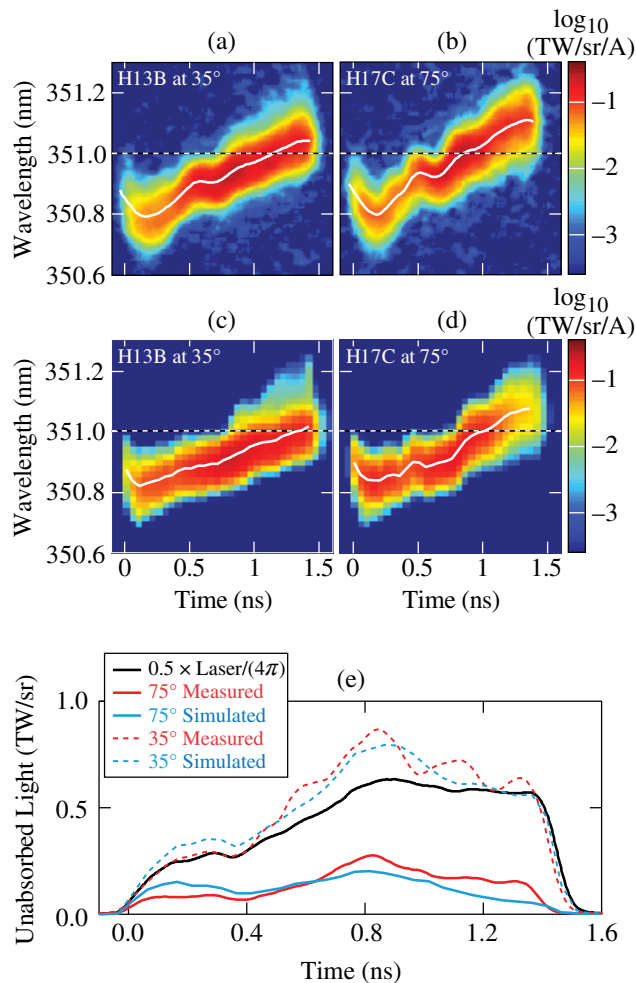 log10
(TW/sr/A)
(a)
(b)
H13B at 35°
H17C at 75°
351.2
351.0
350.8
350.6
Wavelength (nm)
−1
−2
−3
log10
(TW/sr/A)
(c)
(d)
H13B at 35°
H17C at 75°
351.2
351.0
350.8
350.6
Wavelength (nm)
−1
−2
−3
0 0.5 1 1.5
0 0.5 1 1.5
Time (ns)
Time (ns)
(e)
0.5 × Laser/(4π)
75° Measured
75° Simulated
35° Measured
35° Simulated
1.0
0.5
0.0
Unabsorbed Light (TW/sr)
0.0 0.4 0.8 1.2 1.6
Time (ns)